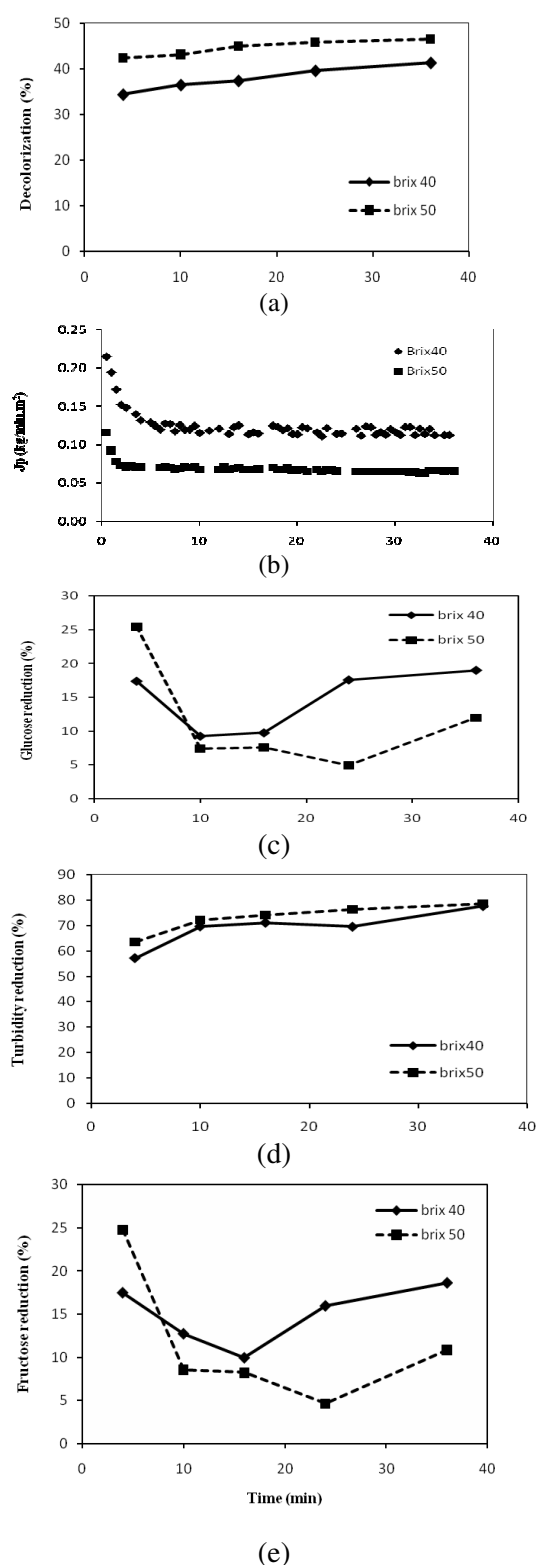 50
40
30
20
10
0
Decolorization (%)
brix 40
brix 50
0 10 20 30 40
(a)
0.25
0.20
0.15
0.10
0.05
0.00
Brix40
Brix50
0 10 20 30 40
(b)
30
25
20
15
10
5
0
Glucose reduction (%)
brix 40
brix 50
0 10 20 30 40
(c)
90
80
70
60
50
40
30
20
10
0
Turbidity reduction (%)
brix40
brix50
0 10 20 30 40
(d)
30
25
20
15
10
5
0
Fructose reduction (%)
brix 40
brix 50
0 10 20 30 40
Time (min)
(e)